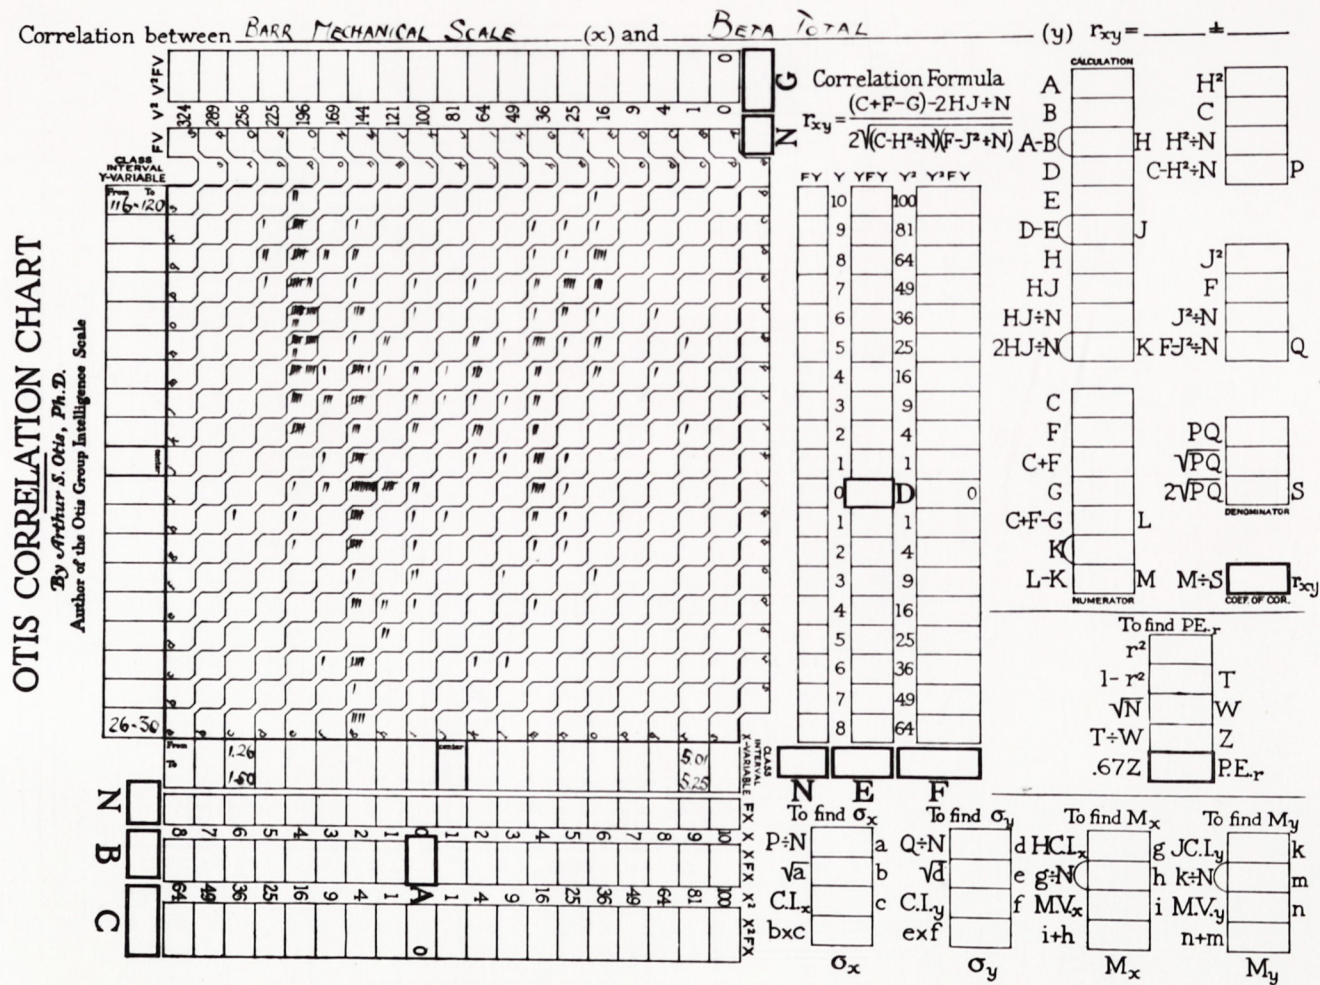 Correlation between BARR MECHANICAL SCALE (x) and BETA TOTAL (y) r_xy= ±
OTIS CORRELATION CHART
By Arthur S. Otis, Ph.D.
Author of the Otis Group Intelligence Scale
V²FV 0
G
V² 324 289 256 225 196 169 144 121 100 81 64 49 36 25 16 9 4 1 0
FV
N
CLASS INTERVAL Y-VARIABLE
From To
116-120
26-30
Correlation Formula
r_xy = (C+F-G)-2HJ÷N
2√(C-H²÷N)(F-J²÷N)
FY Y YFY Y² Y²FY
10 100
9 81
8 64
7 49
6 36
5 25
4 16
3 9
2 4
1 1
0 D 0
1 1
2 4
3 9
4 16
5 25
6 36
7 49
8 64
N E F
CALCULATION
A
B
A-B H
D
E
D-E J
H
HJ
HJ÷N
2HJ÷N K
C
F
C+F
G
C+F-G L
K
L-K M
NUMERATOR
H²
C
H²÷N
C-H²÷N P
J²
F
J²÷N
F-J²÷N Q
PQ
√PQ
2√PQ S
DENOMINATOR
M÷S r_xy
COEF. OF COR.
To find P.E.r
r²
1-r² T
√N W
T÷W Z
.67Z P.E.r
From
To
1.26
1.50
center
5.01
5.25
CLASS INTERVAL X-VARIABLE
N FX
8 7 6 5 4 3 2 1 0 1 2 3 4 5 6 7 8 9 10 X
B XFX
64 49 36 25 16 9 4 1 A 1 4 9 16 25 36 49 64 81 100 X²
C 0 X²FX
To find σx
P÷N a
√a b
C.I.x c
b×c
σx
To find σy
Q÷N d
√d e
C.I.y f
e×f
σy
To find Mx
HC.I.x g
g÷N h
M.V.x i
i+h
Mx
To find My
JC.I.y k
k÷N m
M.V.y n
n+m
My